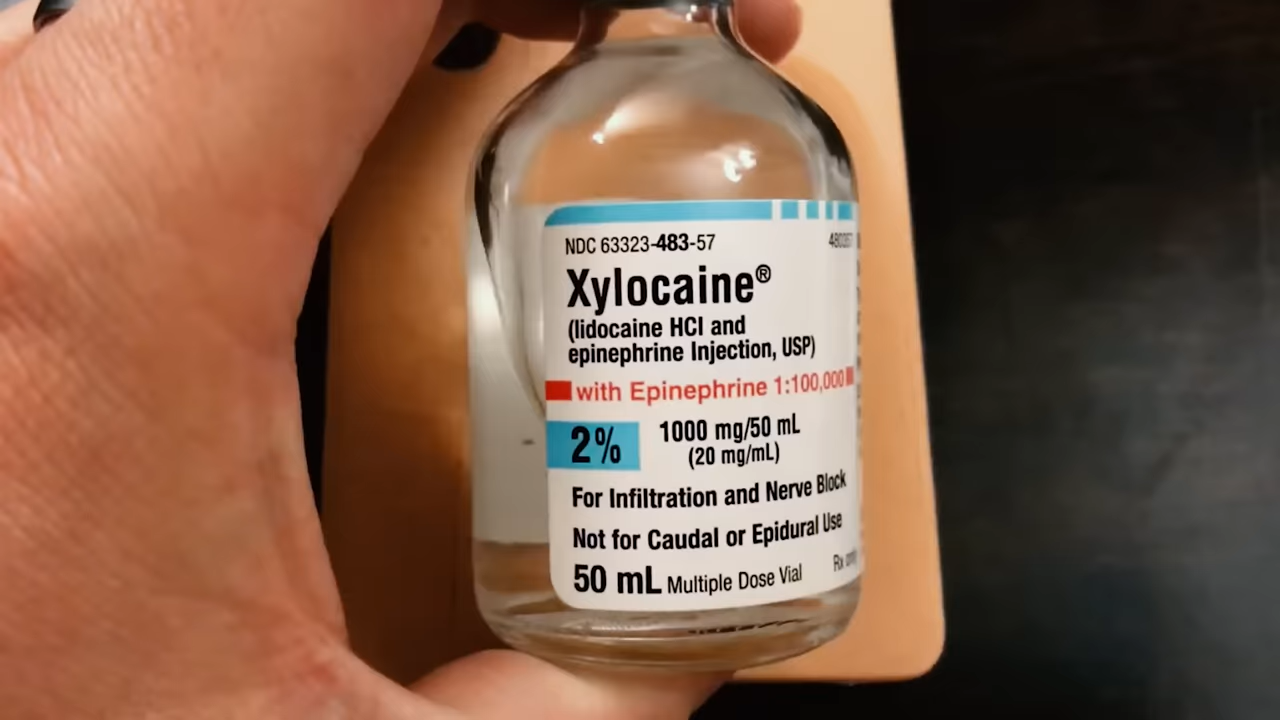 NDC 63323-483-57
Xylocaine®
(lidocaine HCl and
epinephrine Injection, USP)
with Epinephrine 1:100,000
2%
1000 mg/50 mL
(20 mg/mL)
For Infiltration and Nerve Block
Not for Caudal or Epidural Use
50 mL Multiple Dose Vial
Rx only